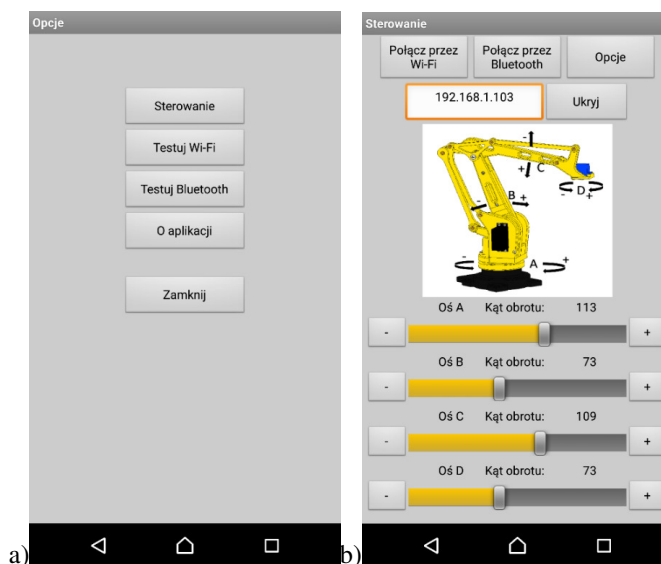 Opcje
Sterowanie
Testuj Wi-Fi
Testuj Bluetooth
O aplikacji
Zamknij
a)
Sterowanie
Połącz przez
Wi-Fi
Połącz przez
Bluetooth
Opcje
192.168.1.103
Ukryj
- + C
- D +
- B +
- A +
Oś A Kąt obrotu: 113
- +
Oś B Kąt obrotu: 73
- +
Oś C Kąt obrotu: 109
- +
Oś D Kąt obrotu: 73
- +
b)